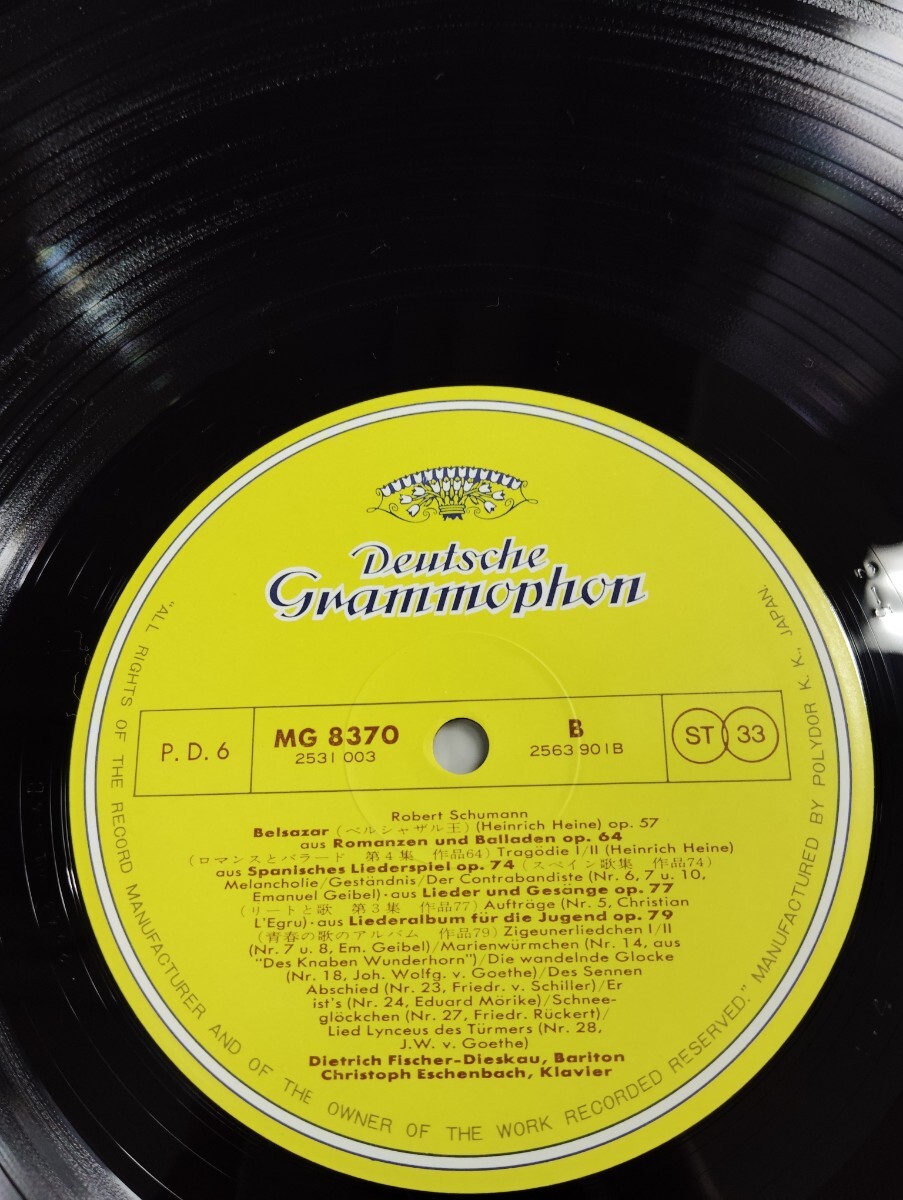 Deutsche
Grammophon
P. D. 6
MG 8370
2531 003
B
2563 901B
ST 33
Robert Schumann
Belsazar (ベルシャザル王) (Heinrich Heine) op. 57
aus Romanzen und Balladen op. 64
(ロマンスとバラード 第4集 作品64) Tragödie I/II (Heinrich Heine)
aus Spanisches Liederspiel op. 74 (スペイン歌集 作品74)
Melancholie/Geständnis/Der Contrabandiste (Nr. 6, 7 u. 10,
Emanuel Geibel)·aus Lieder und Gesänge op. 77
(リートと歌 第3集 作品77) Aufträge (Nr. 5, Christian
L'Egru)·aus Liederalbum für die Jugend op. 79
(青春の歌のアルバム 作品79) Zigeunerliedchen I/II
(Nr. 7 u. 8, Em. Geibel)/Marienwürmchen (Nr. 14, aus
"Des Knaben Wunderhorn")/Die wandelnde Glocke
(Nr. 18, Joh. Wolfg. v. Goethe)/Des Sennen
Abschied (Nr. 23, Friedr. v. Schiller)/Er
ist's (Nr. 24, Eduard Mörike)/Schnee-
glöckchen (Nr. 27, Friedr. Rückert)/
Lied Lynceus des Türmers (Nr. 28,
J.W. v. Goethe)
Dietrich Fischer-Dieskau, Bariton
Christoph Eschenbach, Klavier
"ALL RIGHTS OF THE RECORD MANUFACTURER AND OF THE OWNER OF THE WORK RECORDED RESERVED." MANUFACTURED BY POLYDOR K. K., JAPAN.